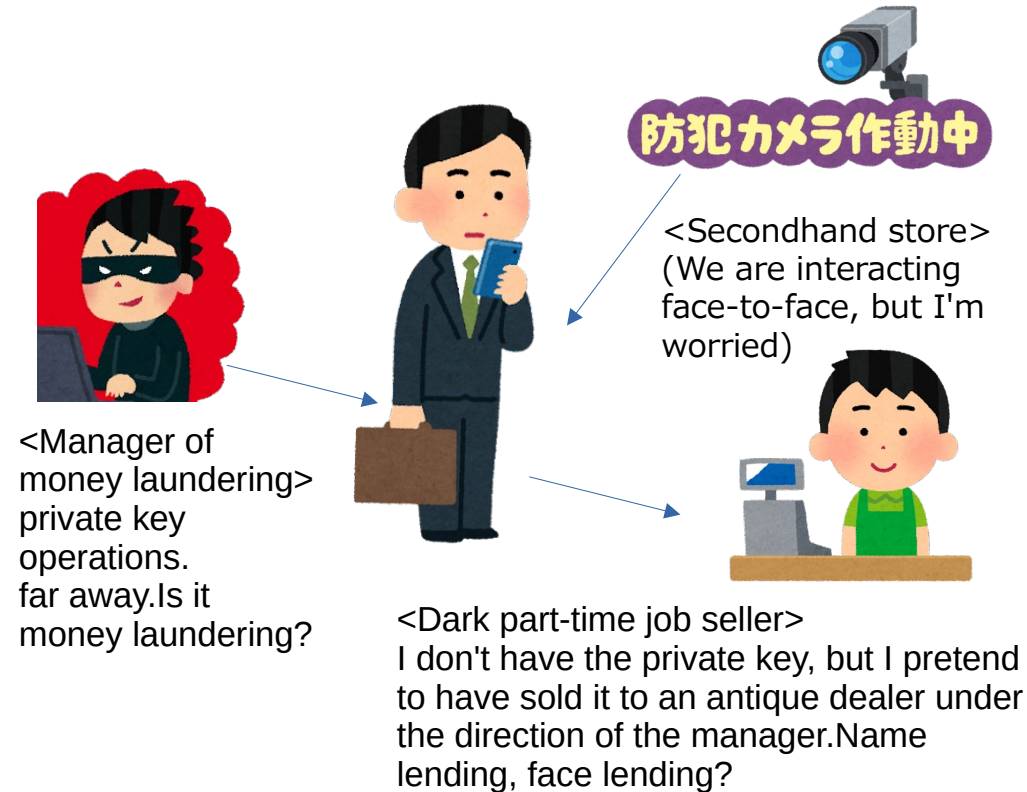 防犯カメラ作動中
<Secondhand store>
(We are interacting
face-to-face, but I'm
worried)
<Manager of
money laundering>
private key
operations.
far away.Is it
money laundering?
<Dark part-time job seller>
I don't have the private key, but I pretend
to have sold it to an antique dealer under
the direction of the manager.Name
lending, face lending?